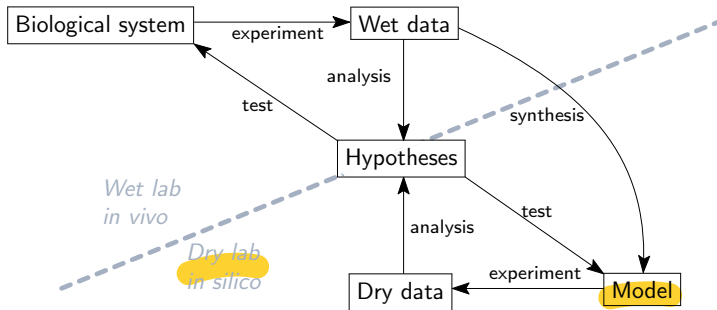 Biological system
experiment
Wet data
analysis
test
synthesis
Hypotheses
Wet lab
in vivo
test
analysis
Dry lab
in silico
experiment
Dry data
Model